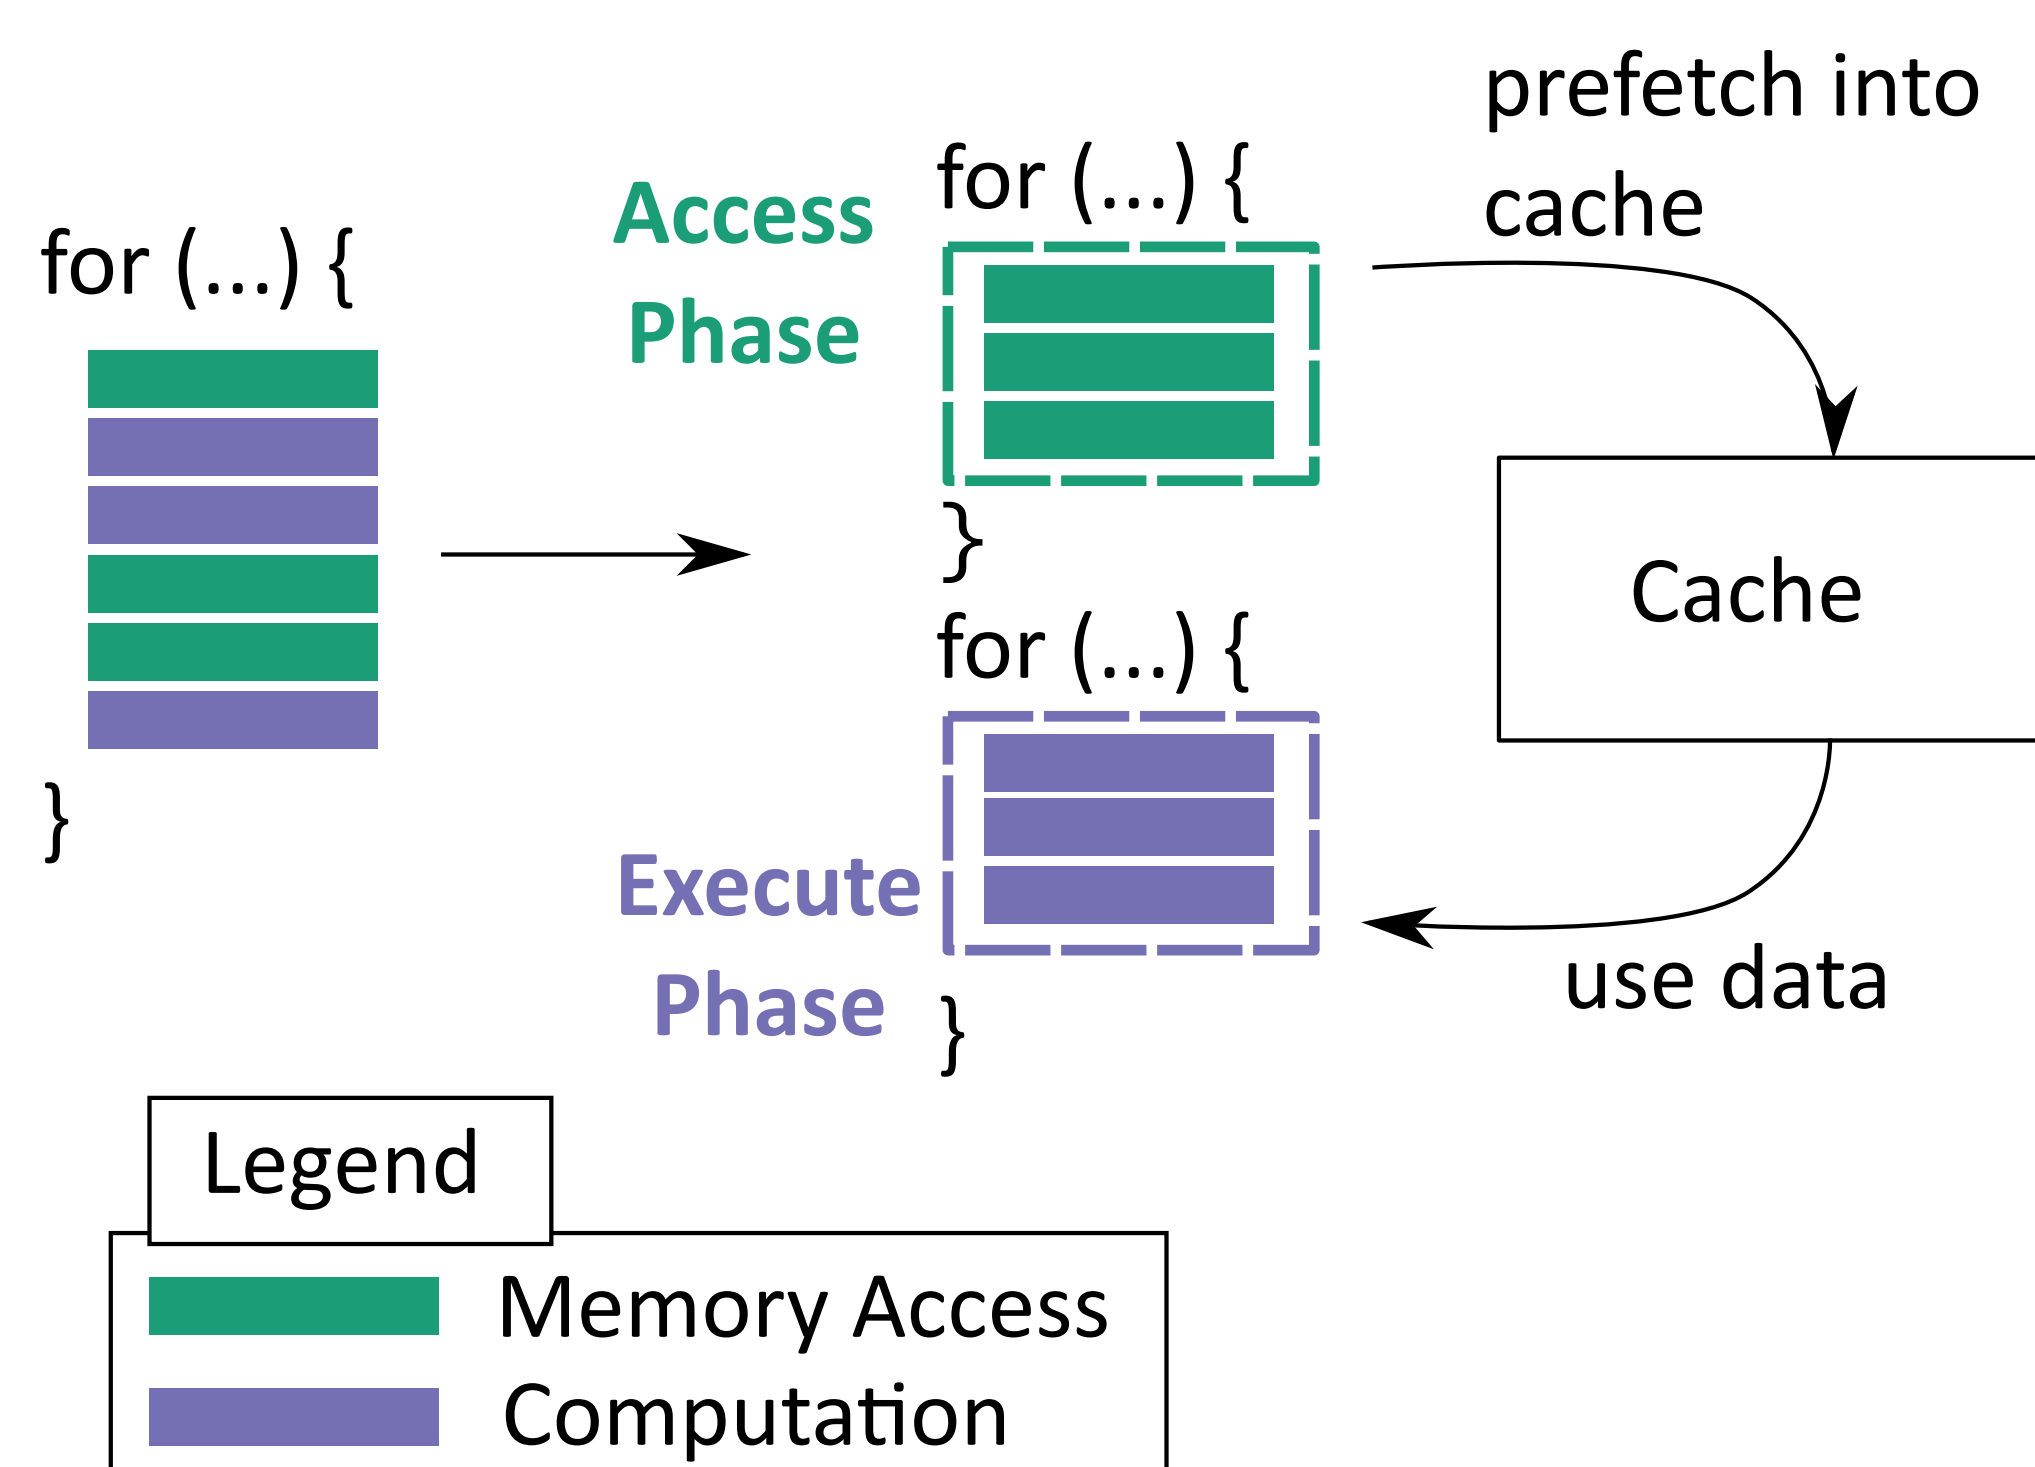 for (...) {
}
Access
Phase
for (...) {
}
for (...) {
Execute
Phase
}
prefetch into
cache
Cache
use data
Legend
Memory Access
Computation